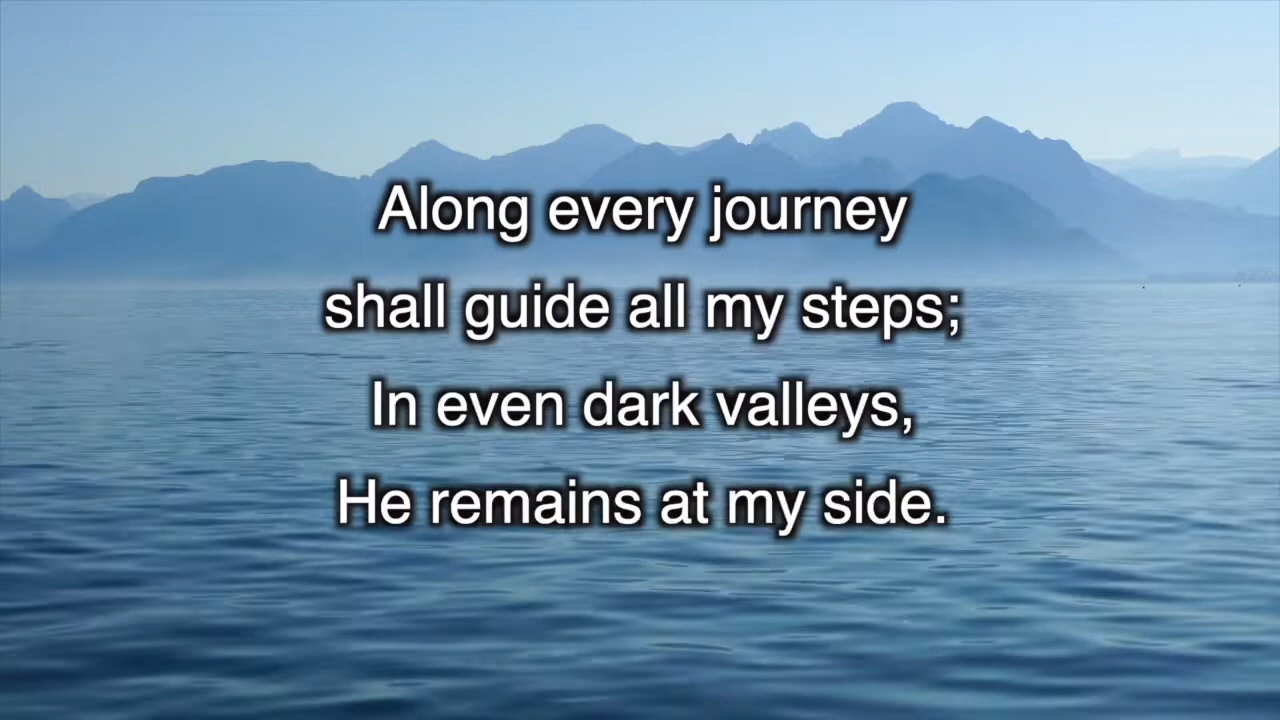 Along every journey
shall guide all my steps;
In even dark valleys,
He remains at my side.